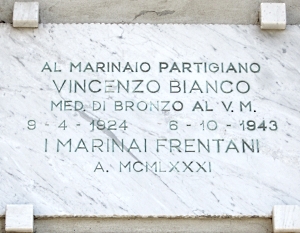 AL MARINAIO PARTIGIANO
VINCENZO BIANCO
MED. DI BRONZO AL V. M.
9 - 4 - 1924 6 - 10 - 1943
I MARINAI FRENTANI
A. MCMLXXXI